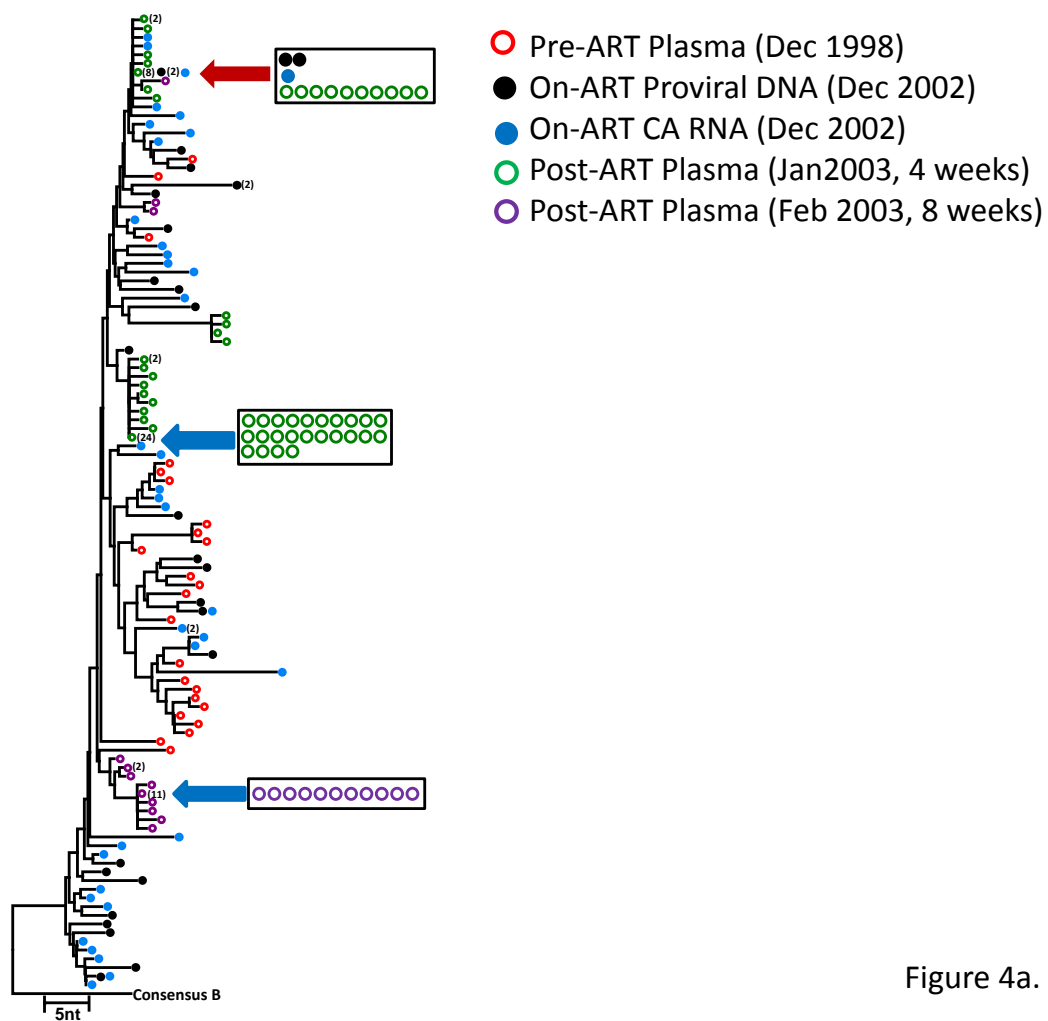 (2)
Pre-ART Plasma (Dec 1998)
(8) (2)
On-ART Proviral DNA (Dec 2002)
On-ART CA RNA (Dec 2002)
Post-ART Plasma (Jan2003, 4 weeks)
(2)
Post-ART Plasma (Feb 2003, 8 weeks)
(2)
(24)
(2)
(2)
(11)
Consensus B
5nt
Figure 4a.